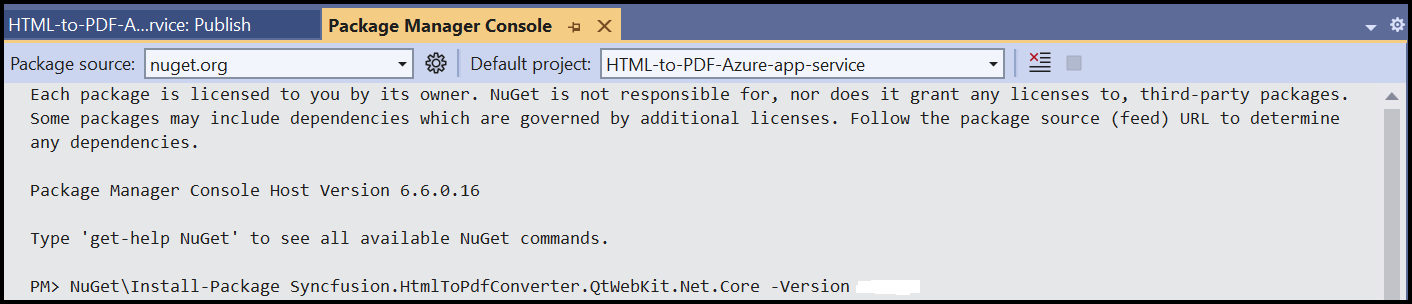 HTML-to-PDF-A...rvice: Publish
Package Manager Console
Package source: nuget.org
Default project: HTML-to-PDF-Azure-app-service
Each package is licensed to you by its owner. NuGet is not responsible for, nor does it grant any licenses to, third-party packages.
Some packages may include dependencies which are governed by additional licenses. Follow the package source (feed) URL to determine
any dependencies.
Package Manager Console Host Version 6.6.0.16
Type 'get-help NuGet' to see all available NuGet commands.
PM> NuGet\Install-Package Syncfusion.HtmlToPdfConverter.QtWebKit.Net.Core -Version